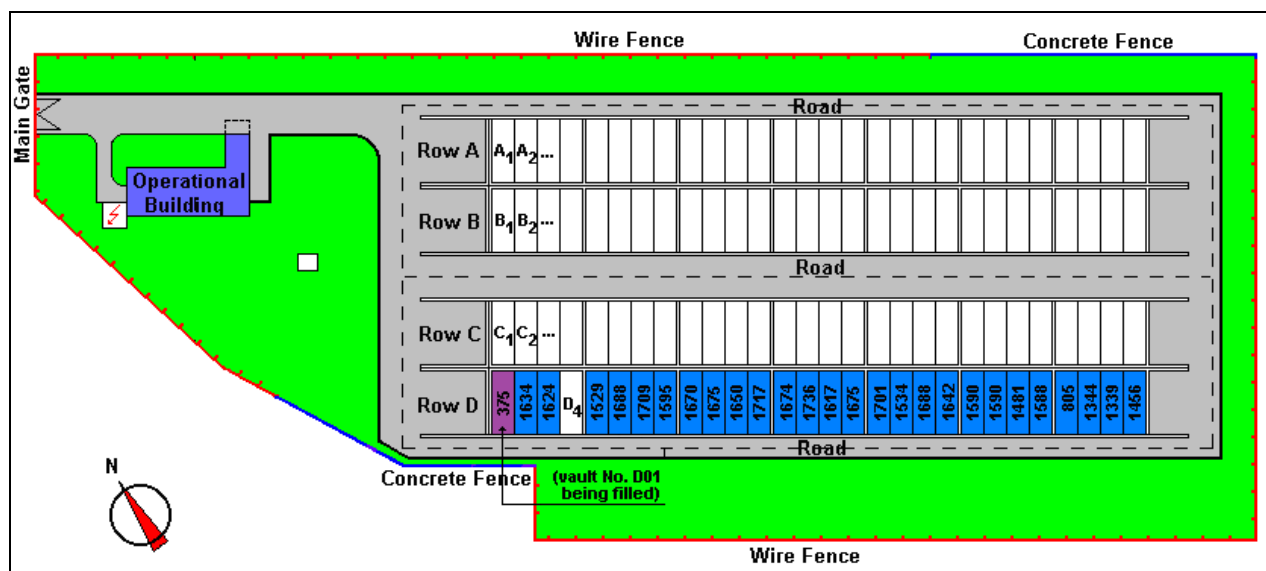 Wire Fence
Concrete Fence
Main Gate
Road
Row A A1 A2 ...
Operational
Building
Row B B1 B2 ...
Road
Row C C1 C2 ...
Row D 375 1634 1624 D4 1529 1688 1709 1595 1670 1675 1650 1717 1674 1736 1617 1675 1701 1534 1688 1642 1590 1590 1481 1588 805 1344 1339 1456
Road
N
Concrete Fence
(vault No. D01
being filled)
Wire Fence